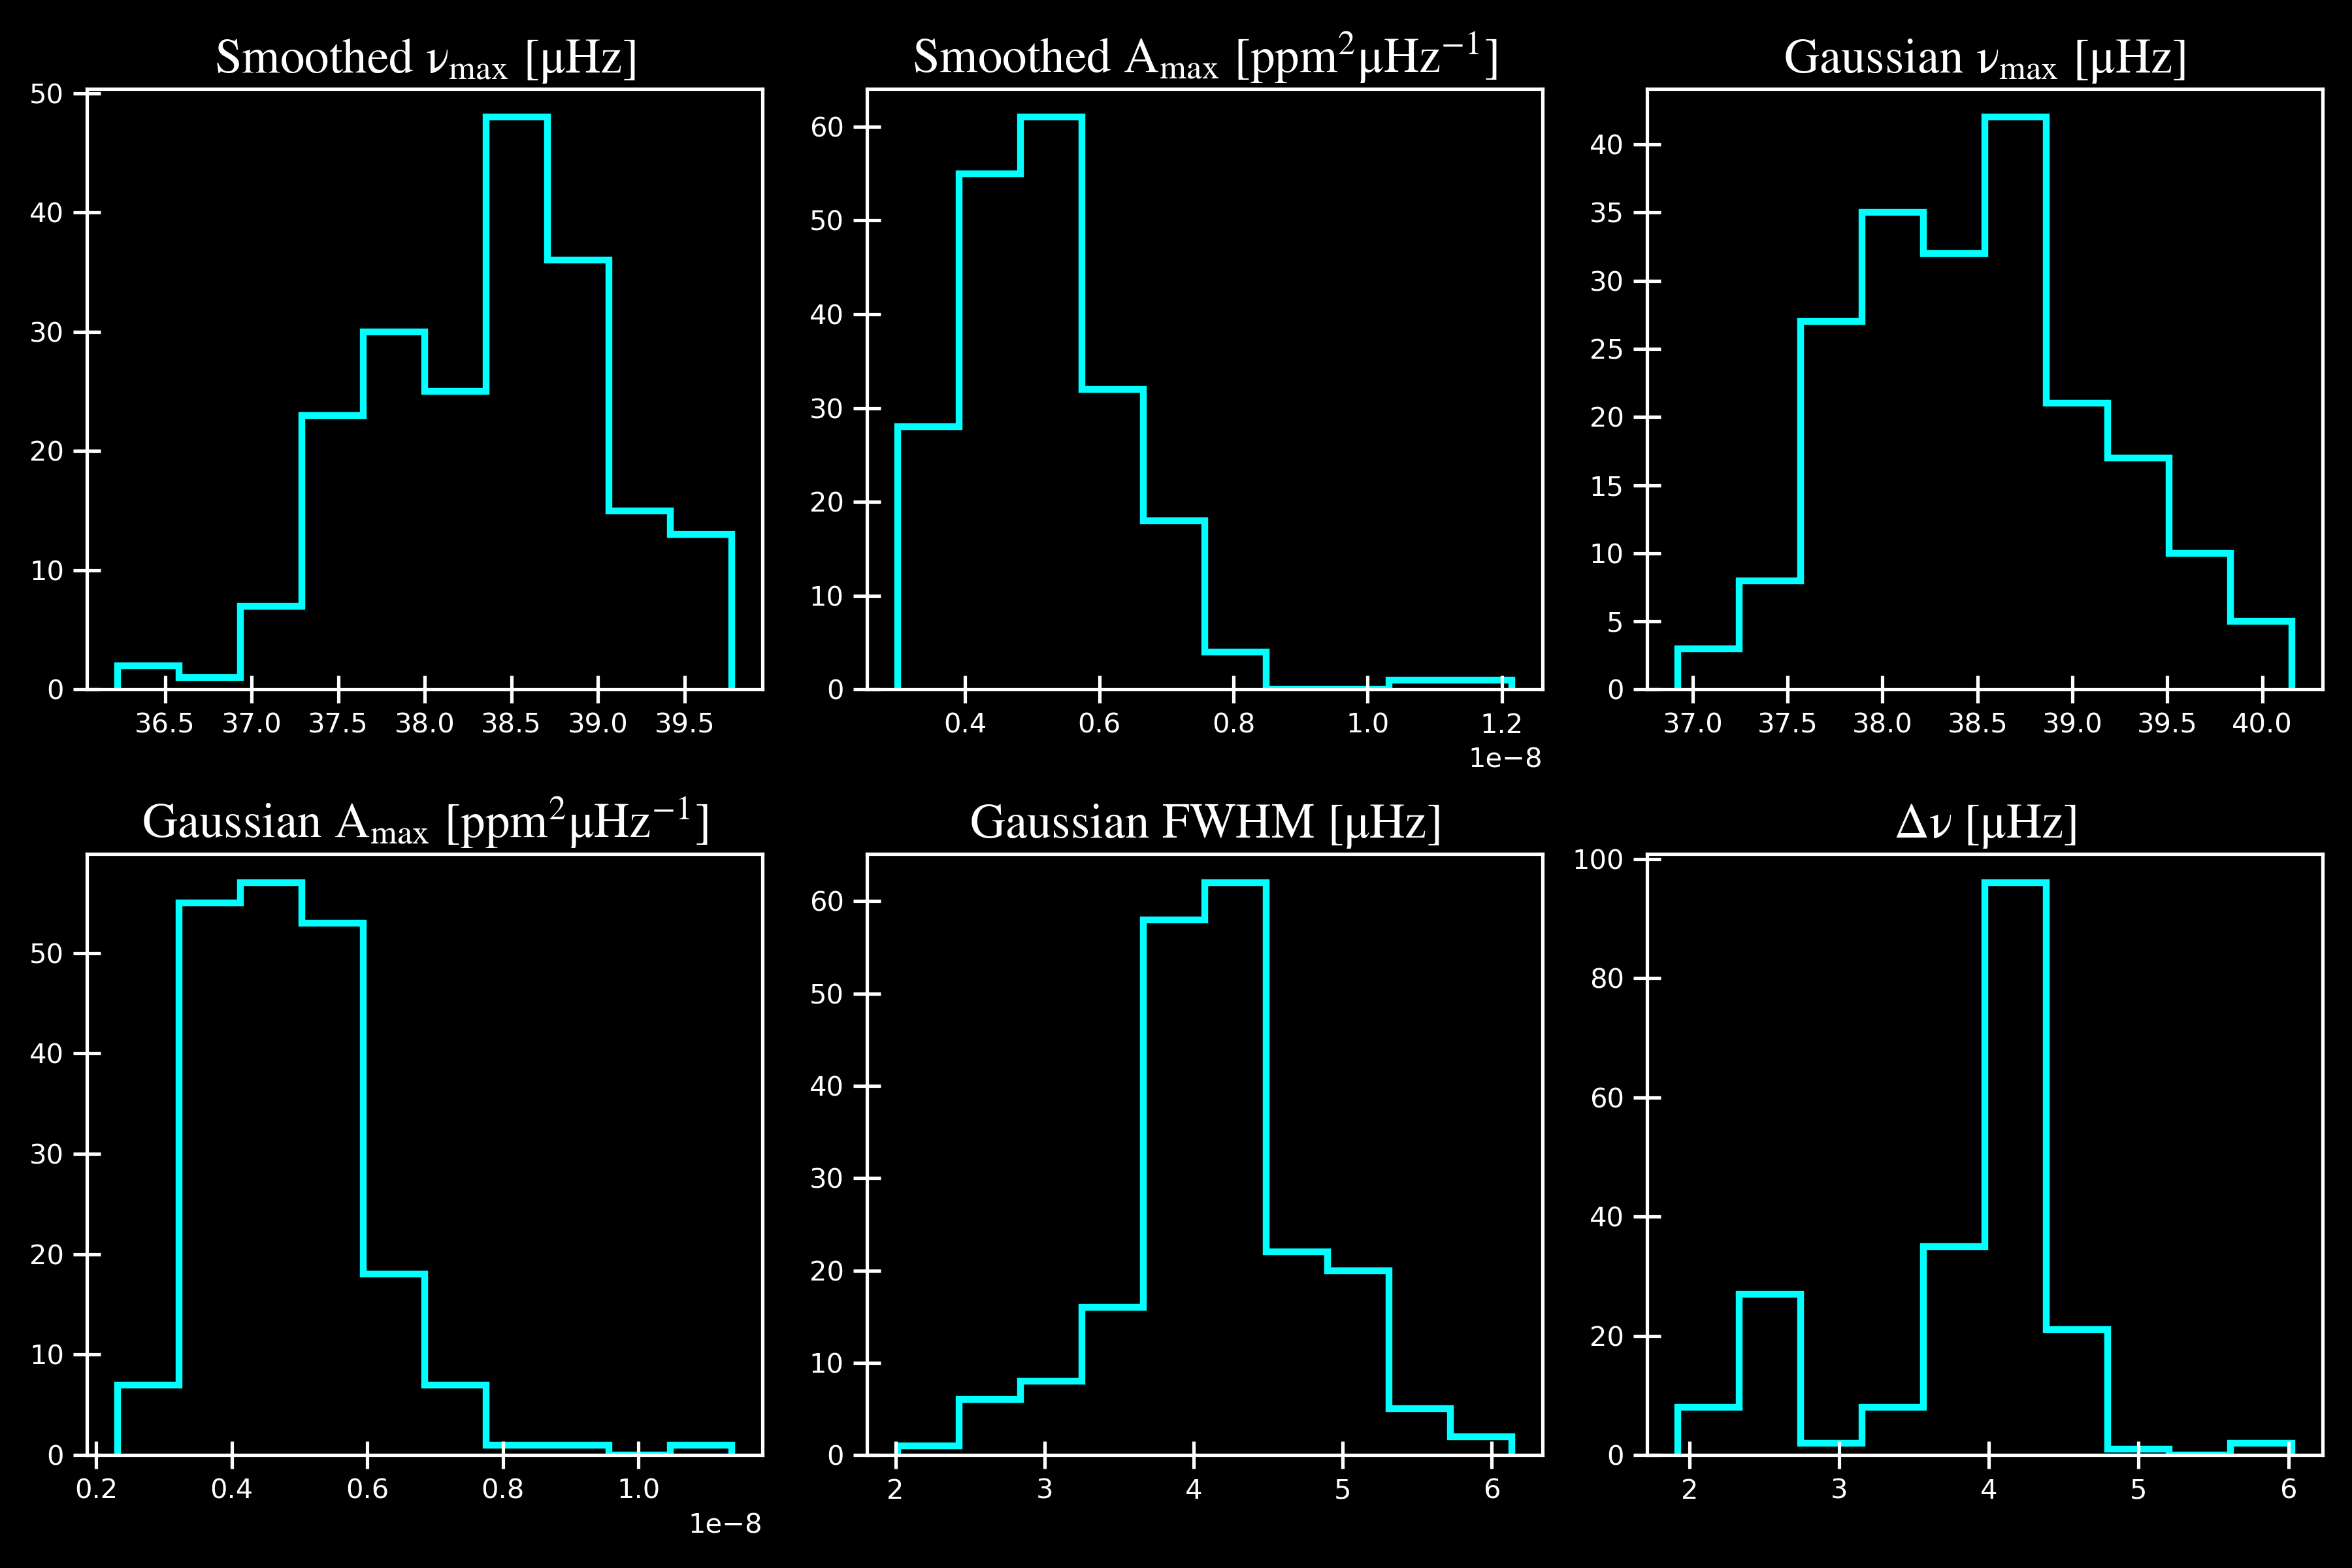 Smoothed ν_max [μHz]
50
40
30
20
10
0
36.5 37.0 37.5 38.0 38.5 39.0 39.5
Smoothed A_max [ppm²μHz⁻¹]
60
50
40
30
20
10
0
0.4 0.6 0.8 1.0 1.2
1e−8
Gaussian ν_max [μHz]
40
35
30
25
20
15
10
5
0
37.0 37.5 38.0 38.5 39.0 39.5 40.0
Gaussian A_max [ppm²μHz⁻¹]
50
40
30
20
10
0
0.2 0.4 0.6 0.8 1.0
1e−8
Gaussian FWHM [μHz]
60
50
40
30
20
10
0
2 3 4 5 6
Δν [μHz]
100
80
60
40
20
0
2 3 4 5 6